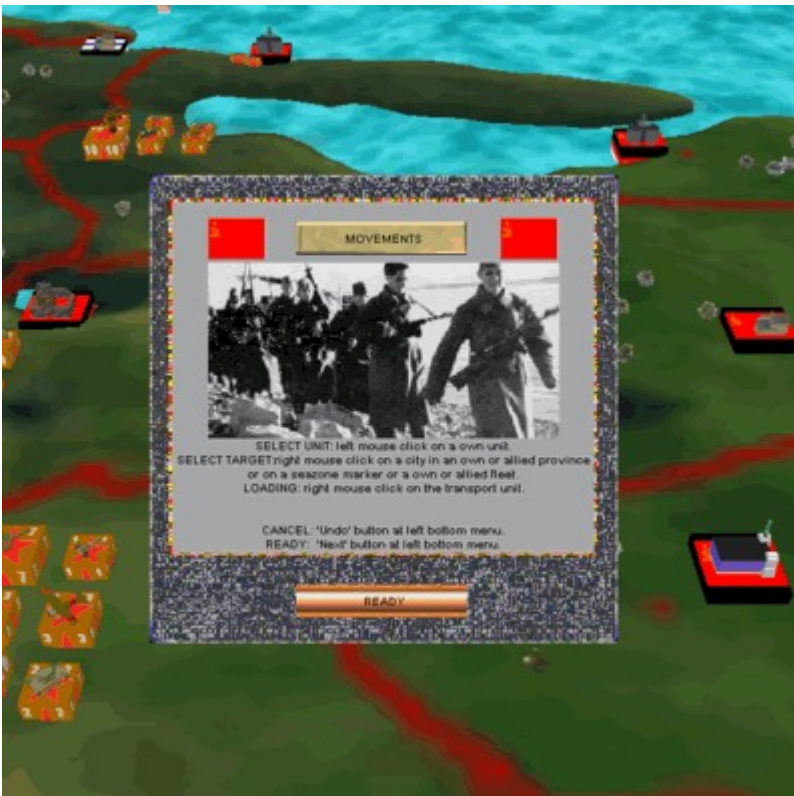 MOVEMENTS
SELECT UNIT: left mouse click on a own unit.
SELECT TARGET:right mouse click on a city in an own or allied province
or on a seazone marker or a own or allied fleet.
LOADING: right mouse click on the transport unit.
CANCEL: 'Undo' button at left bottom menu.
READY: 'Next' button at left bottom menu.
READY